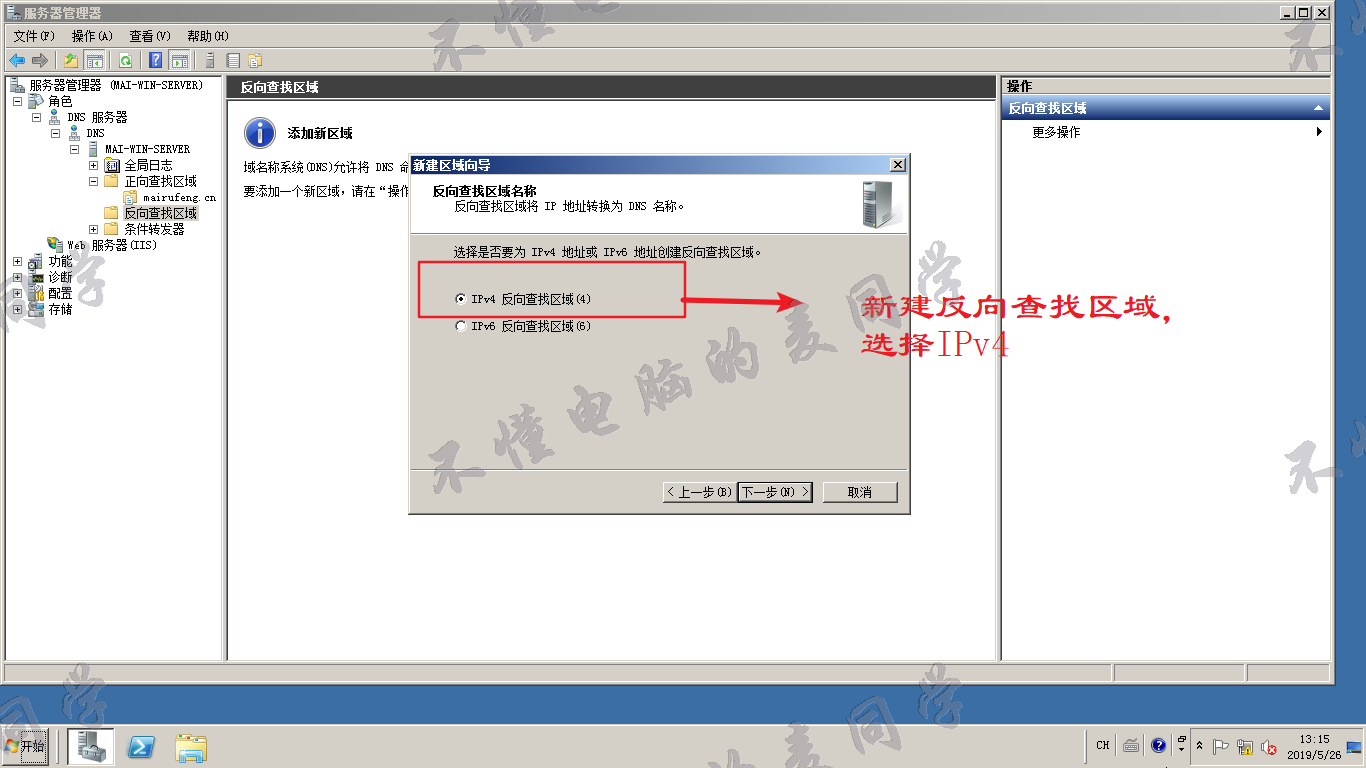 服务器管理器
文件(F) 操作(A) 查看(V) 帮助(H)
服务器管理器 (MAI-WIN-SERVER)
角色
DNS 服务器
DNS
MAI-WIN-SERVER
全局日志
正向查找区域
mairufeng.cn
反向查找区域
条件转发器
Web 服务器(IIS)
功能
诊断
配置
存储
反向查找区域
添加新区域
域名称系统(DNS)允许将 DNS 命
要添加一个新区域，请在“操作
新建区域向导
反向查找区域名称
反向查找区域将 IP 地址转换为 DNS 名称。
选择是否要为 IPv4 地址或 IPv6 地址创建反向查找区域。
IPv4 反向查找区域(4)
IPv6 反向查找区域(6)
< 上一步(B) 下一步(N) > 取消
新建反向查找区域，
选择IPv4
操作
反向查找区域
更多操作
不懂电脑的麦同学
开始
CH
13:15
2019/5/26